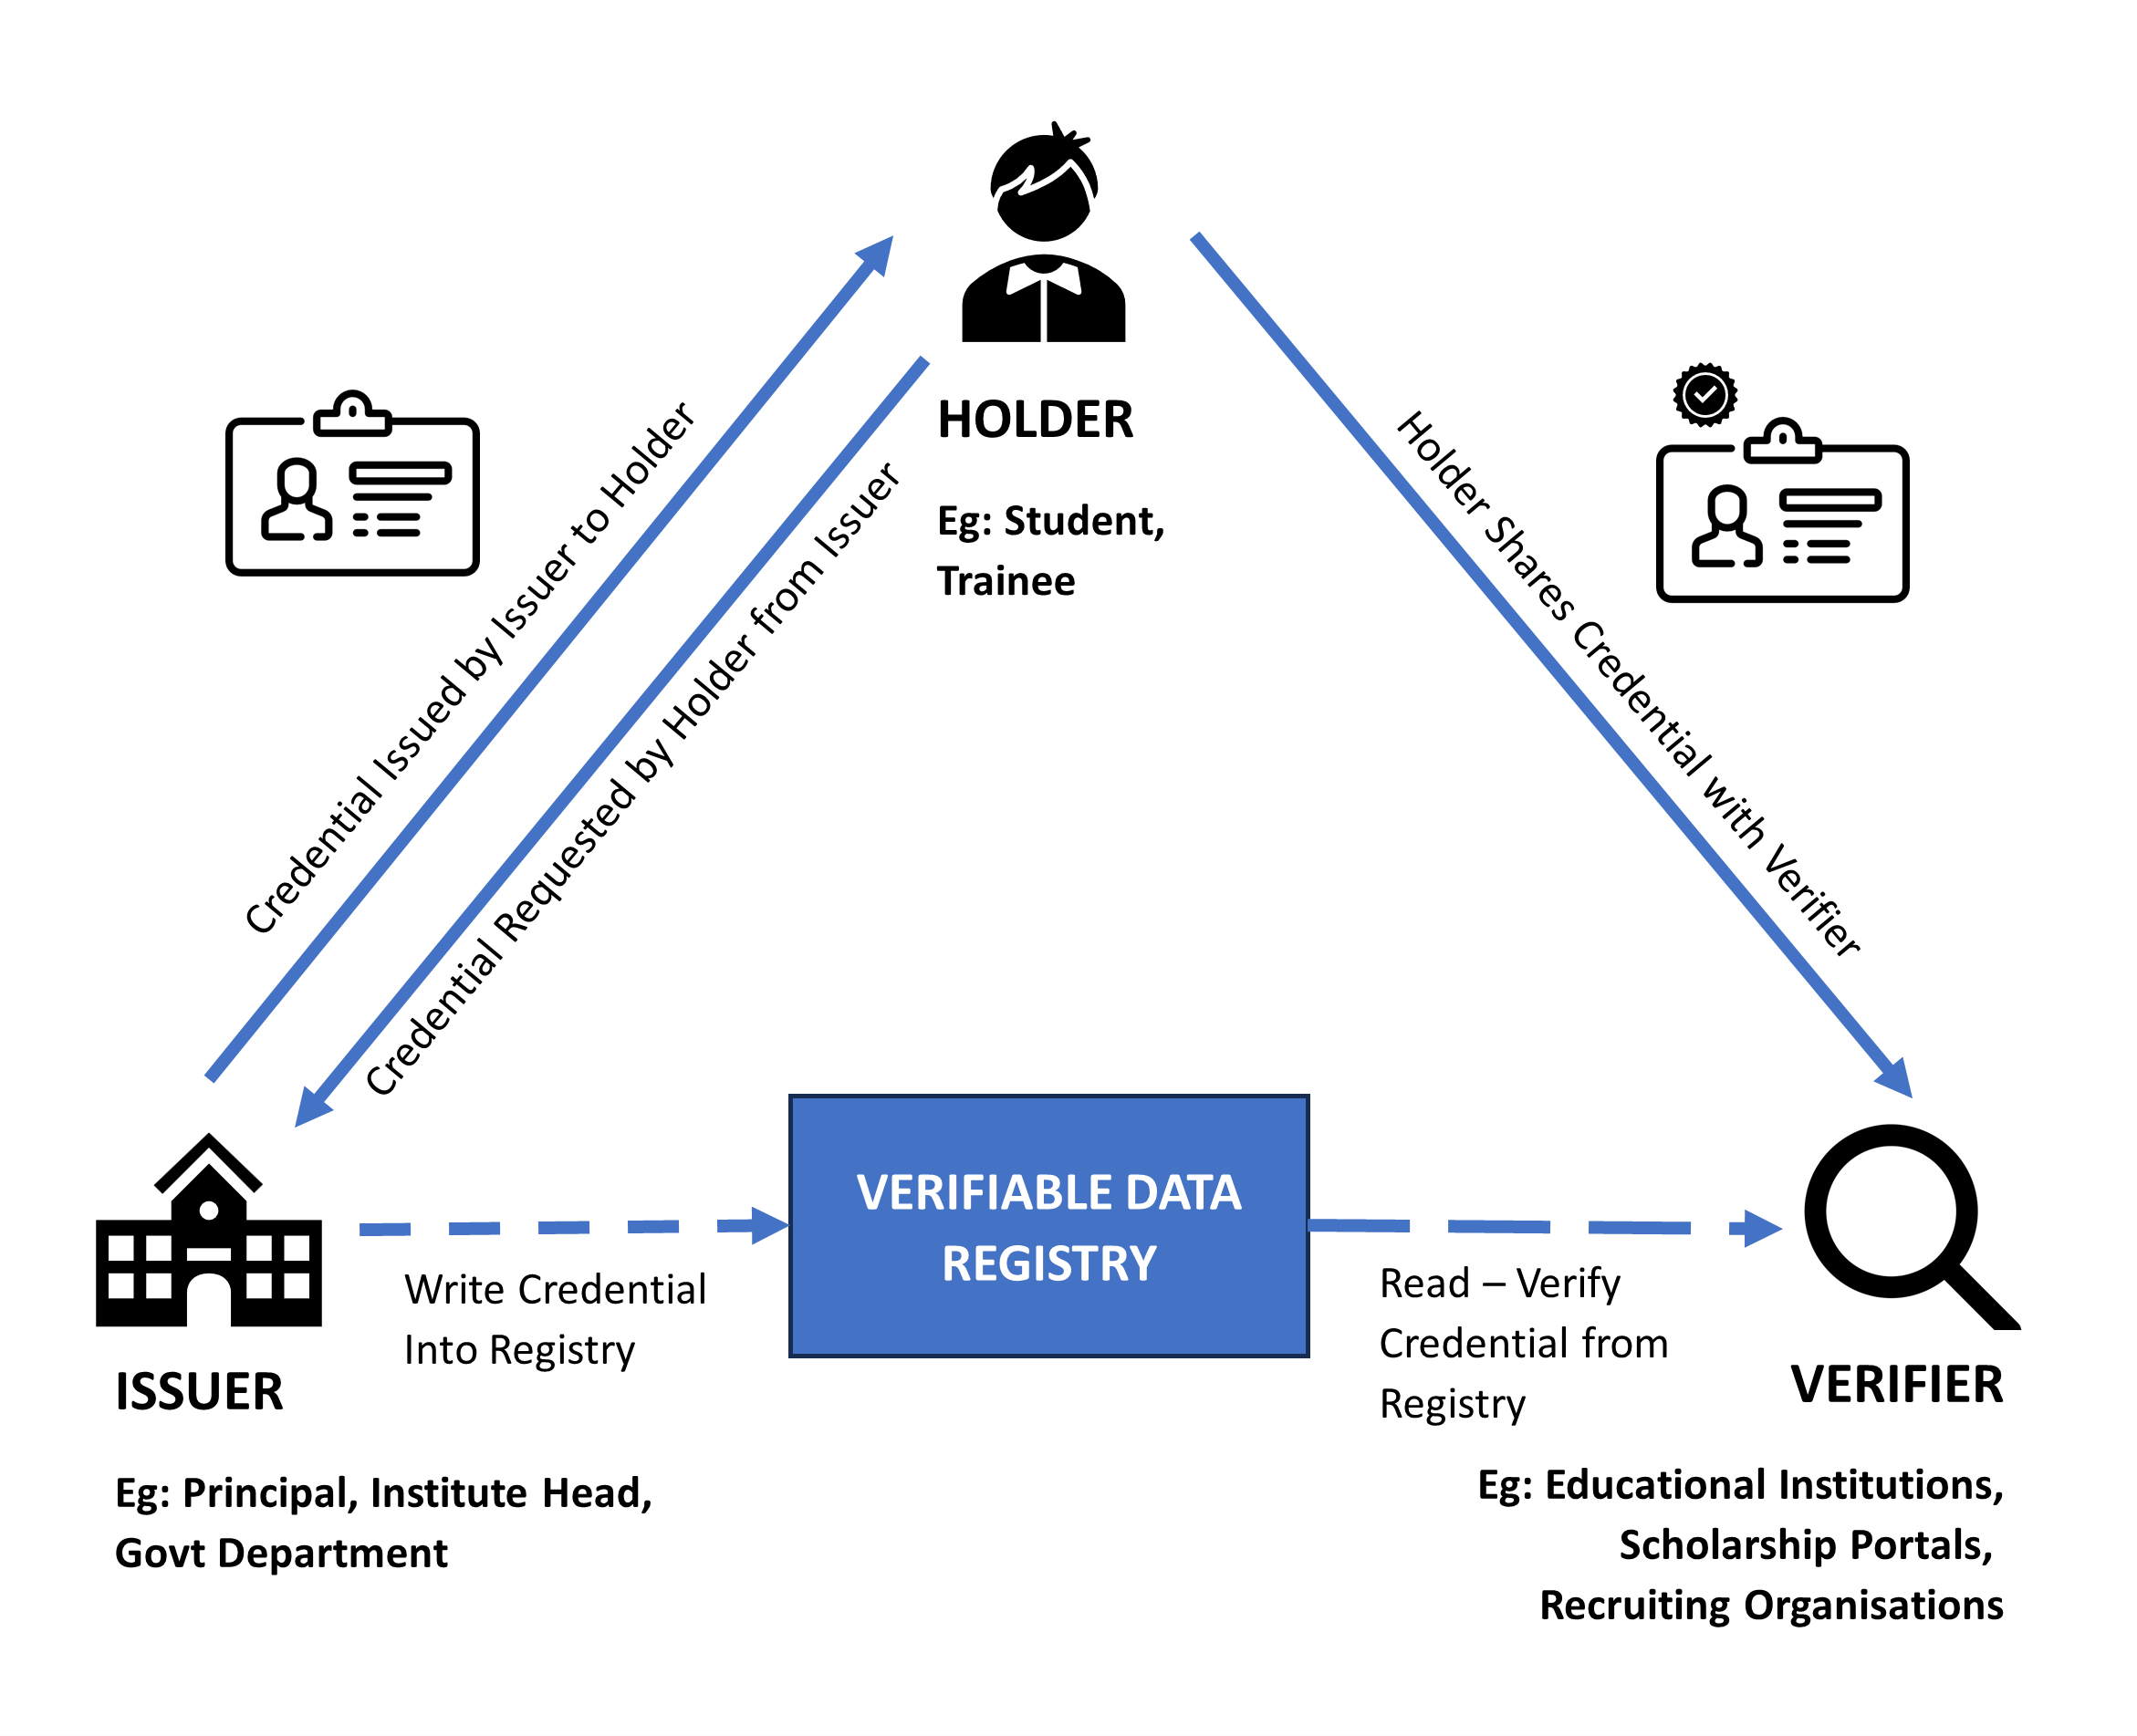 HOLDER
Eg: Student,
Trainee
Credential Issued by Issuer to Holder
Credential Requested by Holder from Issuer
Holder Shares Credential with Verifier
VERIFIABLE DATA
REGISTRY
Write Credential
Into Registry
Read – Verify
Credential from
Registry
ISSUER
Eg: Principal, Institute Head,
Govt Department
VERIFIER
Eg: Educational Institutions,
Scholarship Portals,
Recruiting Organisations